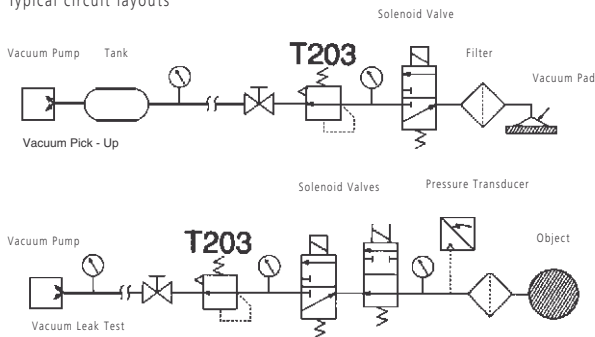 Typical circuit layouts
Solenoid Valve
Vacuum Pump Tank T203 Filter
Vacuum Pad
Vacuum Pick - Up
Solenoid Valves Pressure Transducer
Vacuum Pump T203 Object
Vacuum Leak Test